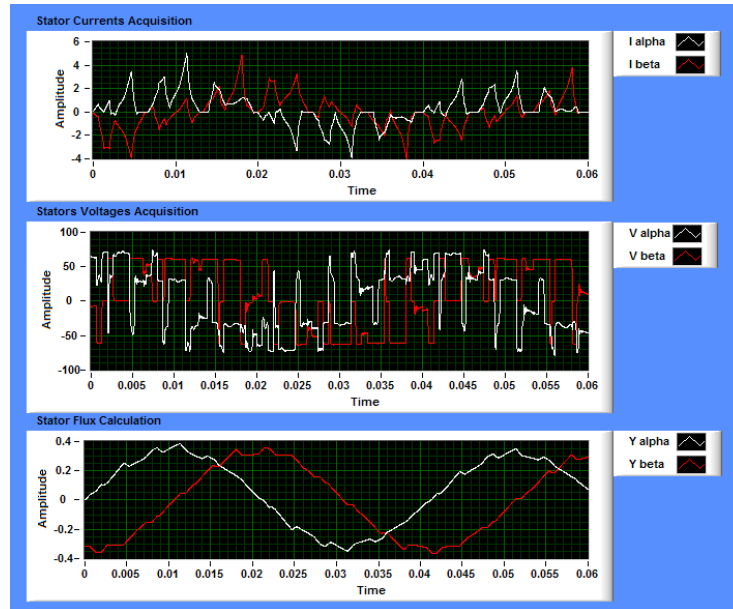 Stator Currents Acquisition
6
4
2
0
-2
-4
Amplitude
0 0.01 0.02 0.03 0.04 0.05 0.06
Time
I alpha
I beta
Stators Voltages Acquisition
100
50
0
-50
-100
Amplitude
0 0.005 0.01 0.015 0.02 0.025 0.03 0.035 0.04 0.045 0.05 0.055 0.06
Time
V alpha
V beta
Stator Flux Calculation
0.4
0.2
0
-0.2
-0.4
Amplitude
0 0.005 0.01 0.015 0.02 0.025 0.03 0.035 0.04 0.045 0.05 0.055 0.06
Time
Y alpha
Y beta